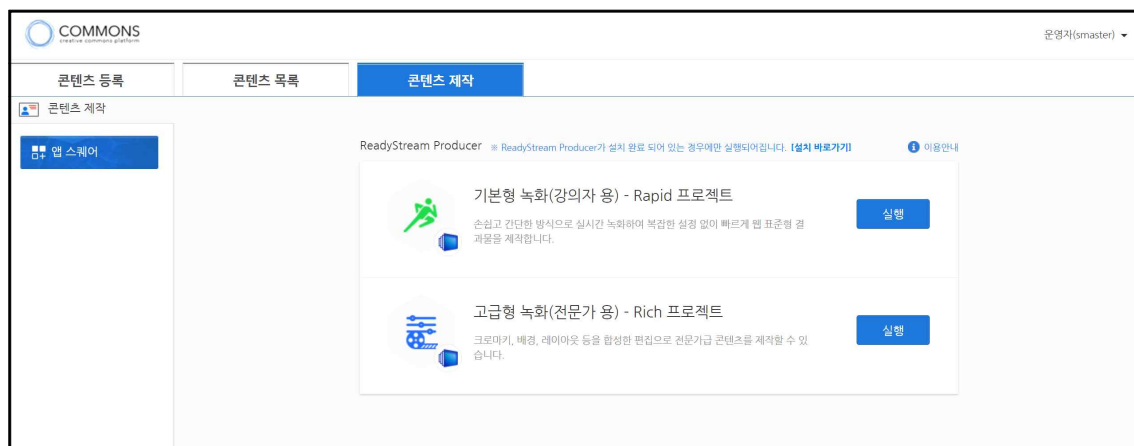 COMMONS
creative commons platform
운영자(smaster)
콘텐츠 등록
콘텐츠 목록
콘텐츠 제작
콘텐츠 제작
앱 스퀘어
ReadyStream Producer ※ ReadyStream Producer가 설치 완료 되어 있는 경우에만 실행되어집니다. [설치 바로가기] 이용안내
기본형 녹화(강의자 용) - Rapid 프로젝트
손쉽고 간단한 방식으로 실시간 녹화하여 복잡한 설정 없이 빠르게 웹 표준형 결
과물을 제작합니다.
실행
고급형 녹화(전문가 용) - Rich 프로젝트
크로마키, 배경, 레이아웃 등을 합성한 편집으로 전문가급 콘텐츠를 제작할 수 있
습니다.
실행